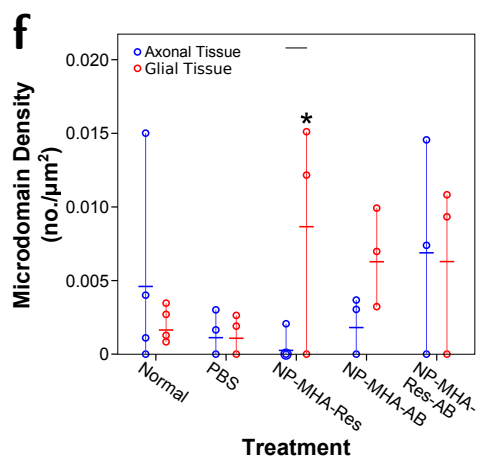 f
Axonal Tissue
Glial Tissue
Microdomain Density
(no./µm²)
0.020
0.015
0.010
0.005
0
*
Normal
PBS
NP-MHA-Res
NP-MHA-AB
NP-MHA-
Res-AB
Treatment